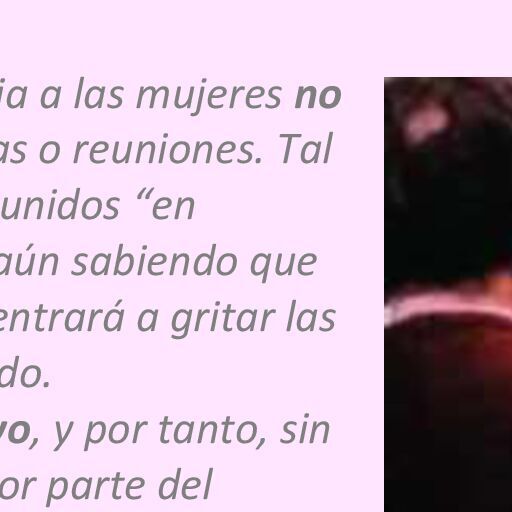 ia a las mujeres no
as o reuniones. Tal
unidos “en
aún sabiendo que
entrará a gritar las
do.
vo, y por tanto, sin
or parte del